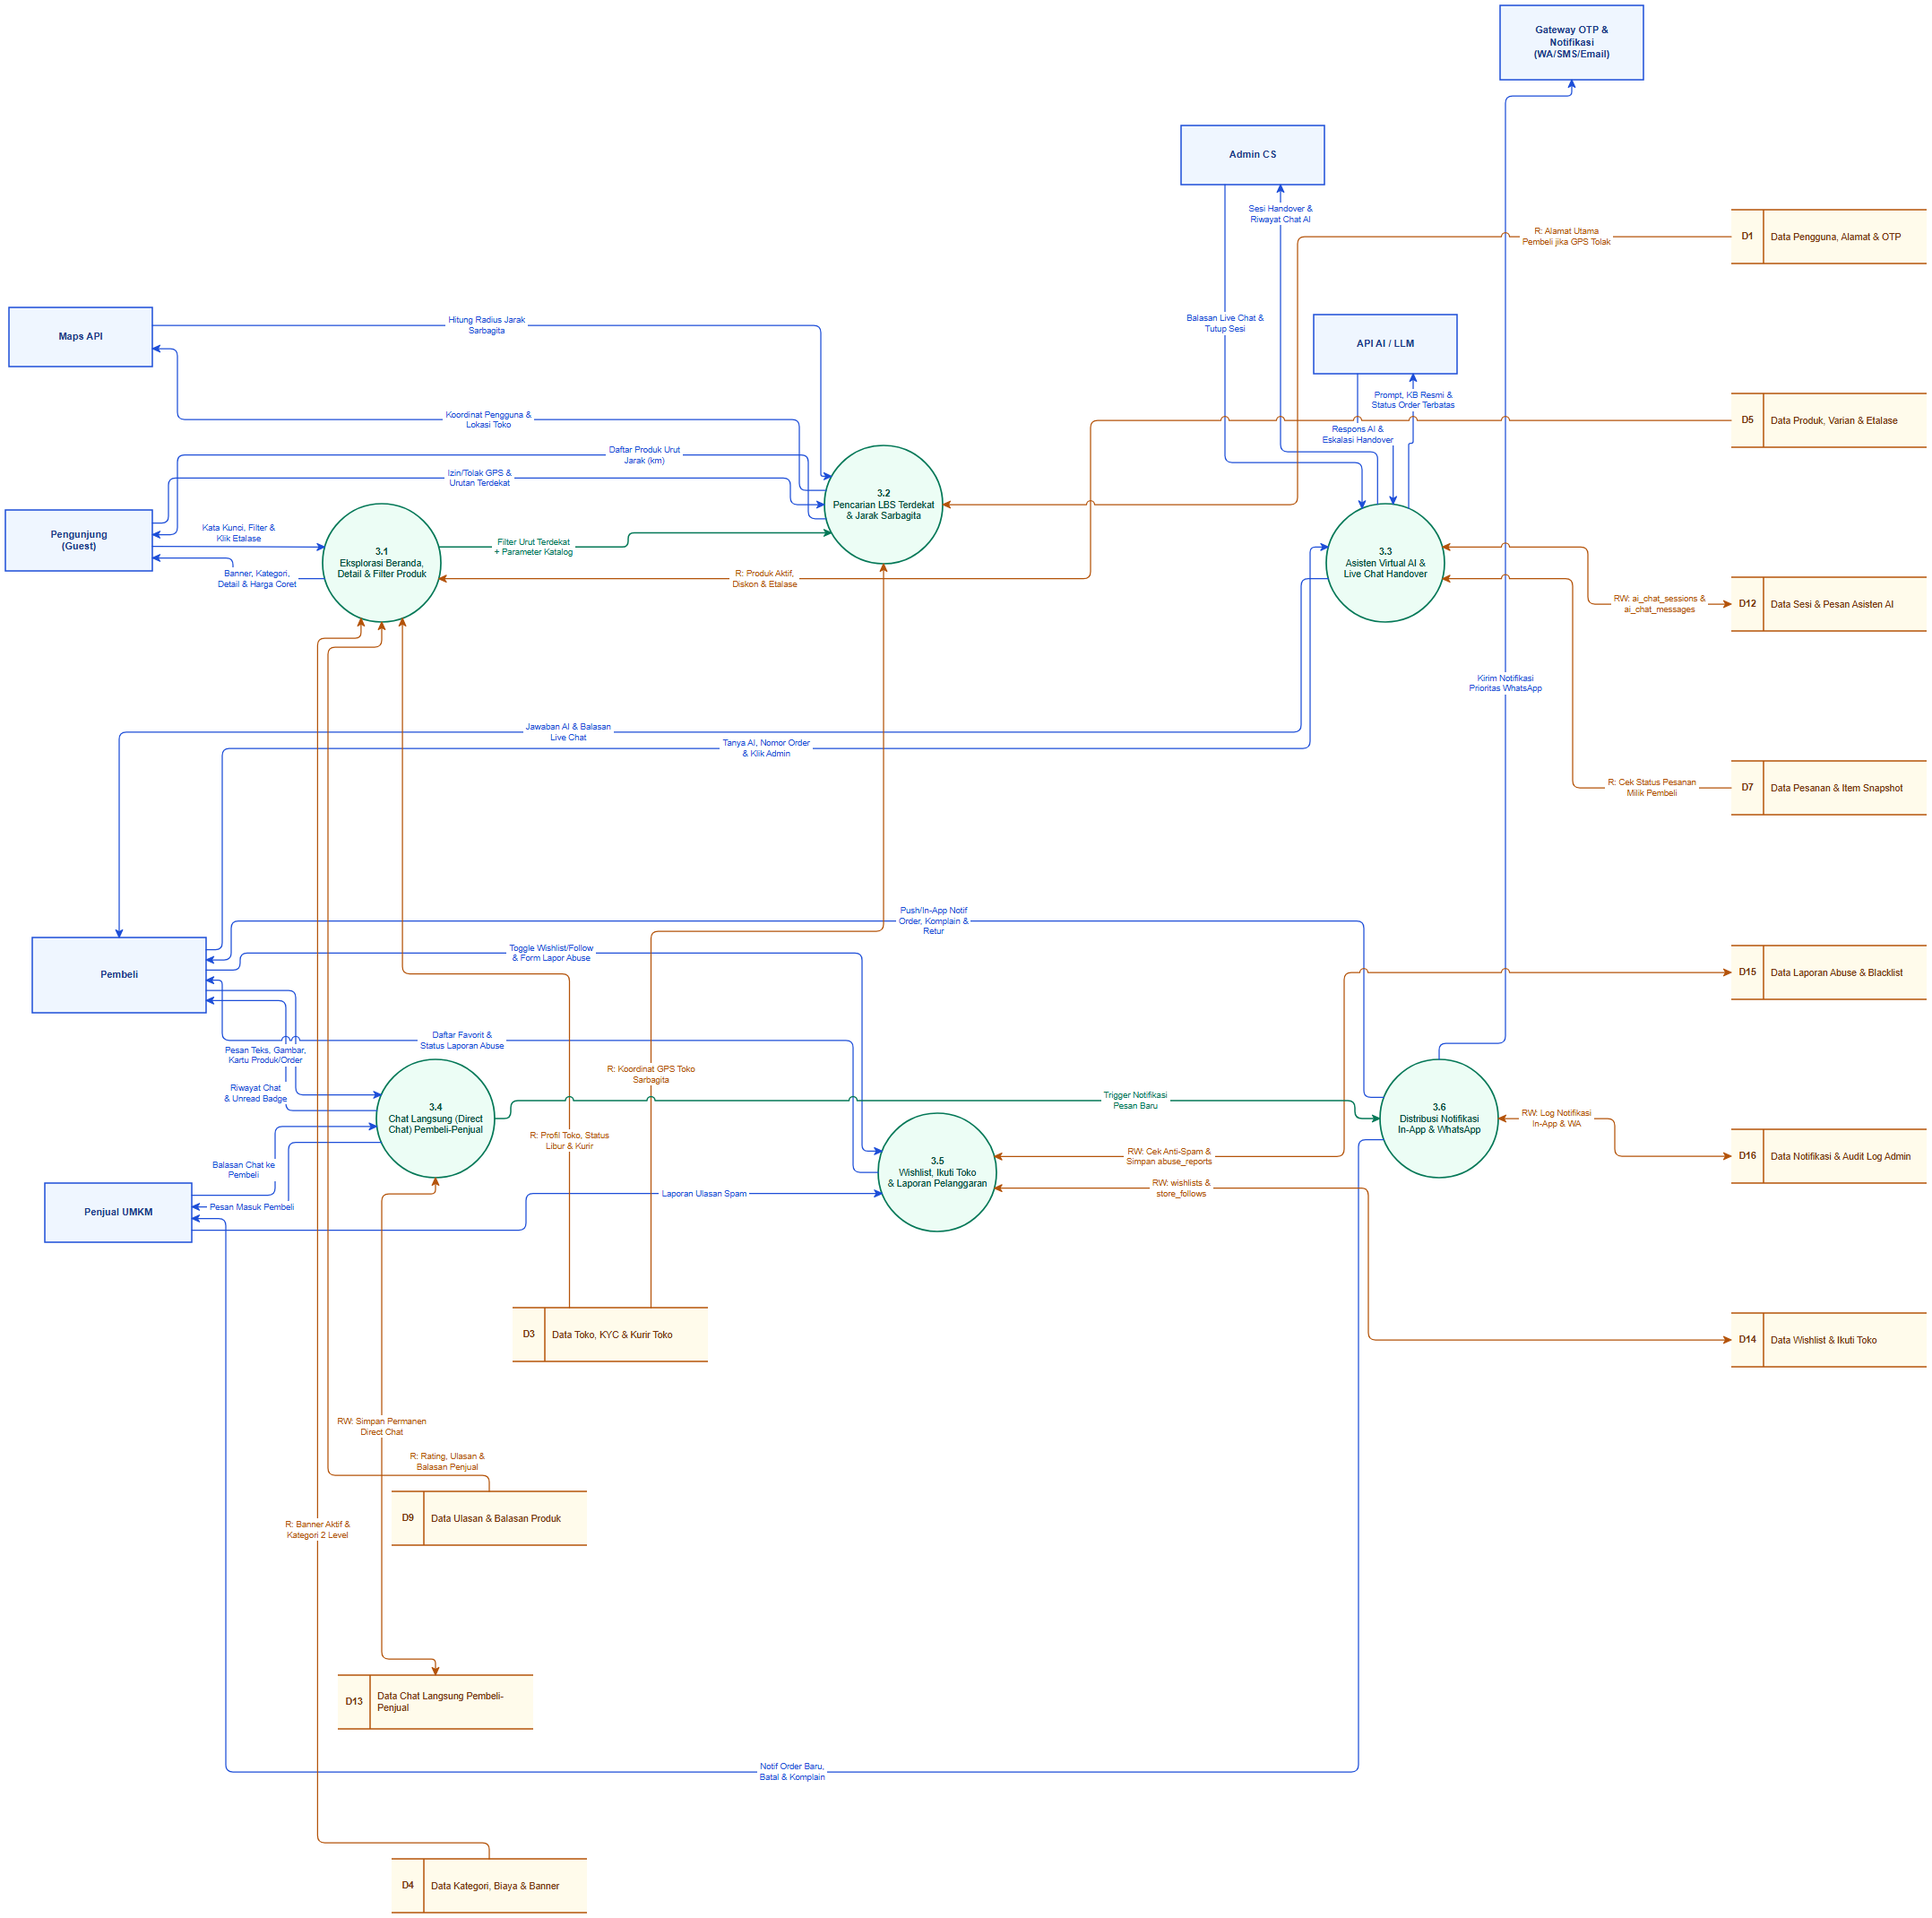 Gateway OTP &
Notifikasi
(WA/SMS/Email)
Admin CS
Sesi Handover &
Riwayat Chat AI
R: Alamat Utama
Pembeli jika GPS Tolak
D1
Data Pengguna, Alamat & OTP
Maps API
Hitung Radius Jarak
Sarbagita
Balasan Live Chat &
Tutup Sesi
API AI / LLM
Prompt, KB Resmi &
Status Order Terbatas
Koordinat Pengguna &
Lokasi Toko
Respons AI &
Eskalasi Handover
D5
Data Produk, Varian & Etalase
Daftar Produk Urut
Jarak (km)
Izin/Tolak GPS &
Urutan Terdekat
3.2
Pencarian LBS Terdekat
& Jarak Sarbagita
Pengunjung
(Guest)
Kata Kunci, Filter &
Klik Etalase
3.1
Eksplorasi Beranda,
Detail & Filter Produk
Filter Urut Terdekat
+ Parameter Katalog
Banner, Kategori,
Detail & Harga Coret
R: Produk Aktif,
Diskon & Etalase
3.3
Asisten Virtual AI &
Live Chat Handover
RW: ai_chat_sessions &
ai_chat_messages
D12
Data Sesi & Pesan Asisten AI
Kirim Notifikasi
Prioritas WhatsApp
Jawaban AI & Balasan
Live Chat
Tanya AI, Nomor Order
& Klik Admin
R: Cek Status Pesanan
Milik Pembeli
D7
Data Pesanan & Item Snapshot
Push/In-App Notif
Order, Komplain &
Retur
Pembeli
Toggle Wishlist/Follow
& Form Lapor Abuse
D15
Data Laporan Abuse & Blacklist
Daftar Favorit &
Status Laporan Abuse
Pesan Teks, Gambar,
Kartu Produk/Order
R: Koordinat GPS Toko
Sarbagita
Riwayat Chat
& Unread Badge
3.4
Chat Langsung (Direct
Chat) Pembeli-Penjual
Trigger Notifikasi
Pesan Baru
3.6
Distribusi Notifikasi
In-App & WhatsApp
RW: Log Notifikasi
In-App & WA
D16
Data Notifikasi & Audit Log Admin
R: Profil Toko, Status
Libur & Kurir
RW: Cek Anti-Spam &
Simpan abuse_reports
3.5
Wishlist, Ikuti Toko
& Laporan Pelanggaran
Balasan Chat ke
Pembeli
RW: wishlists &
store_follows
Laporan Ulasan Spam
Penjual UMKM
Pesan Masuk Pembeli
D3
Data Toko, KYC & Kurir Toko
D14
Data Wishlist & Ikuti Toko
RW: Simpan Permanen
Direct Chat
R: Rating, Ulasan &
Balasan Penjual
D9
Data Ulasan & Balasan Produk
R: Banner Aktif &
Kategori 2 Level
D13
Data Chat Langsung Pembeli-
Penjual
Notif Order Baru,
Batal & Komplain
D4
Data Kategori, Biaya & Banner